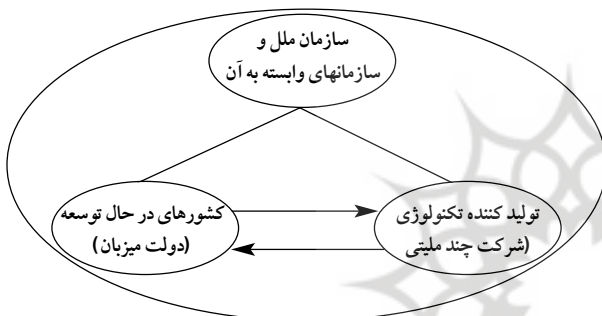 سازمان ملل و
سازمانهای وابسته به آن
تولید کننده تکنولوژی
(شرکت چند ملیتی
کشورهای در حال توسعه
(دولت میزبان)